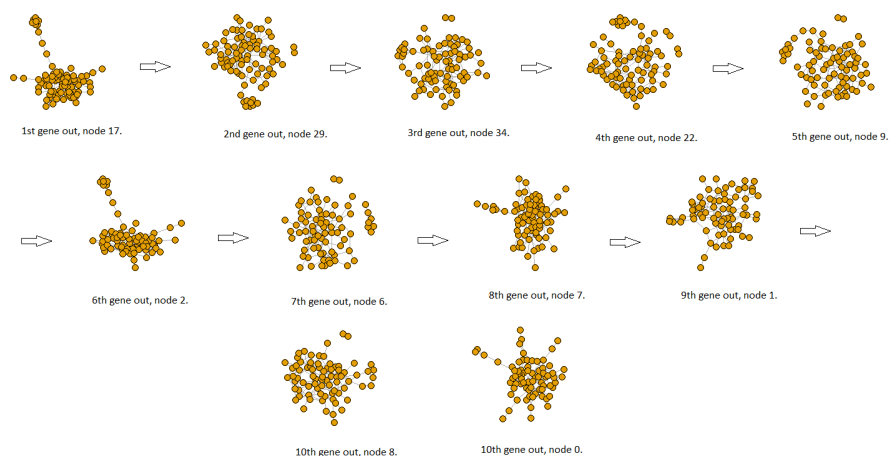 1st gene out, node 17.
2nd gene out, node 29.
3rd gene out, node 34.
4th gene out, node 22.
5th gene out, node 9.
6th gene out, node 2.
7th gene out, node 6.
8th gene out, node 7.
9th gene out, node 1.
10th gene out, node 8.
10th gene out, node 0.